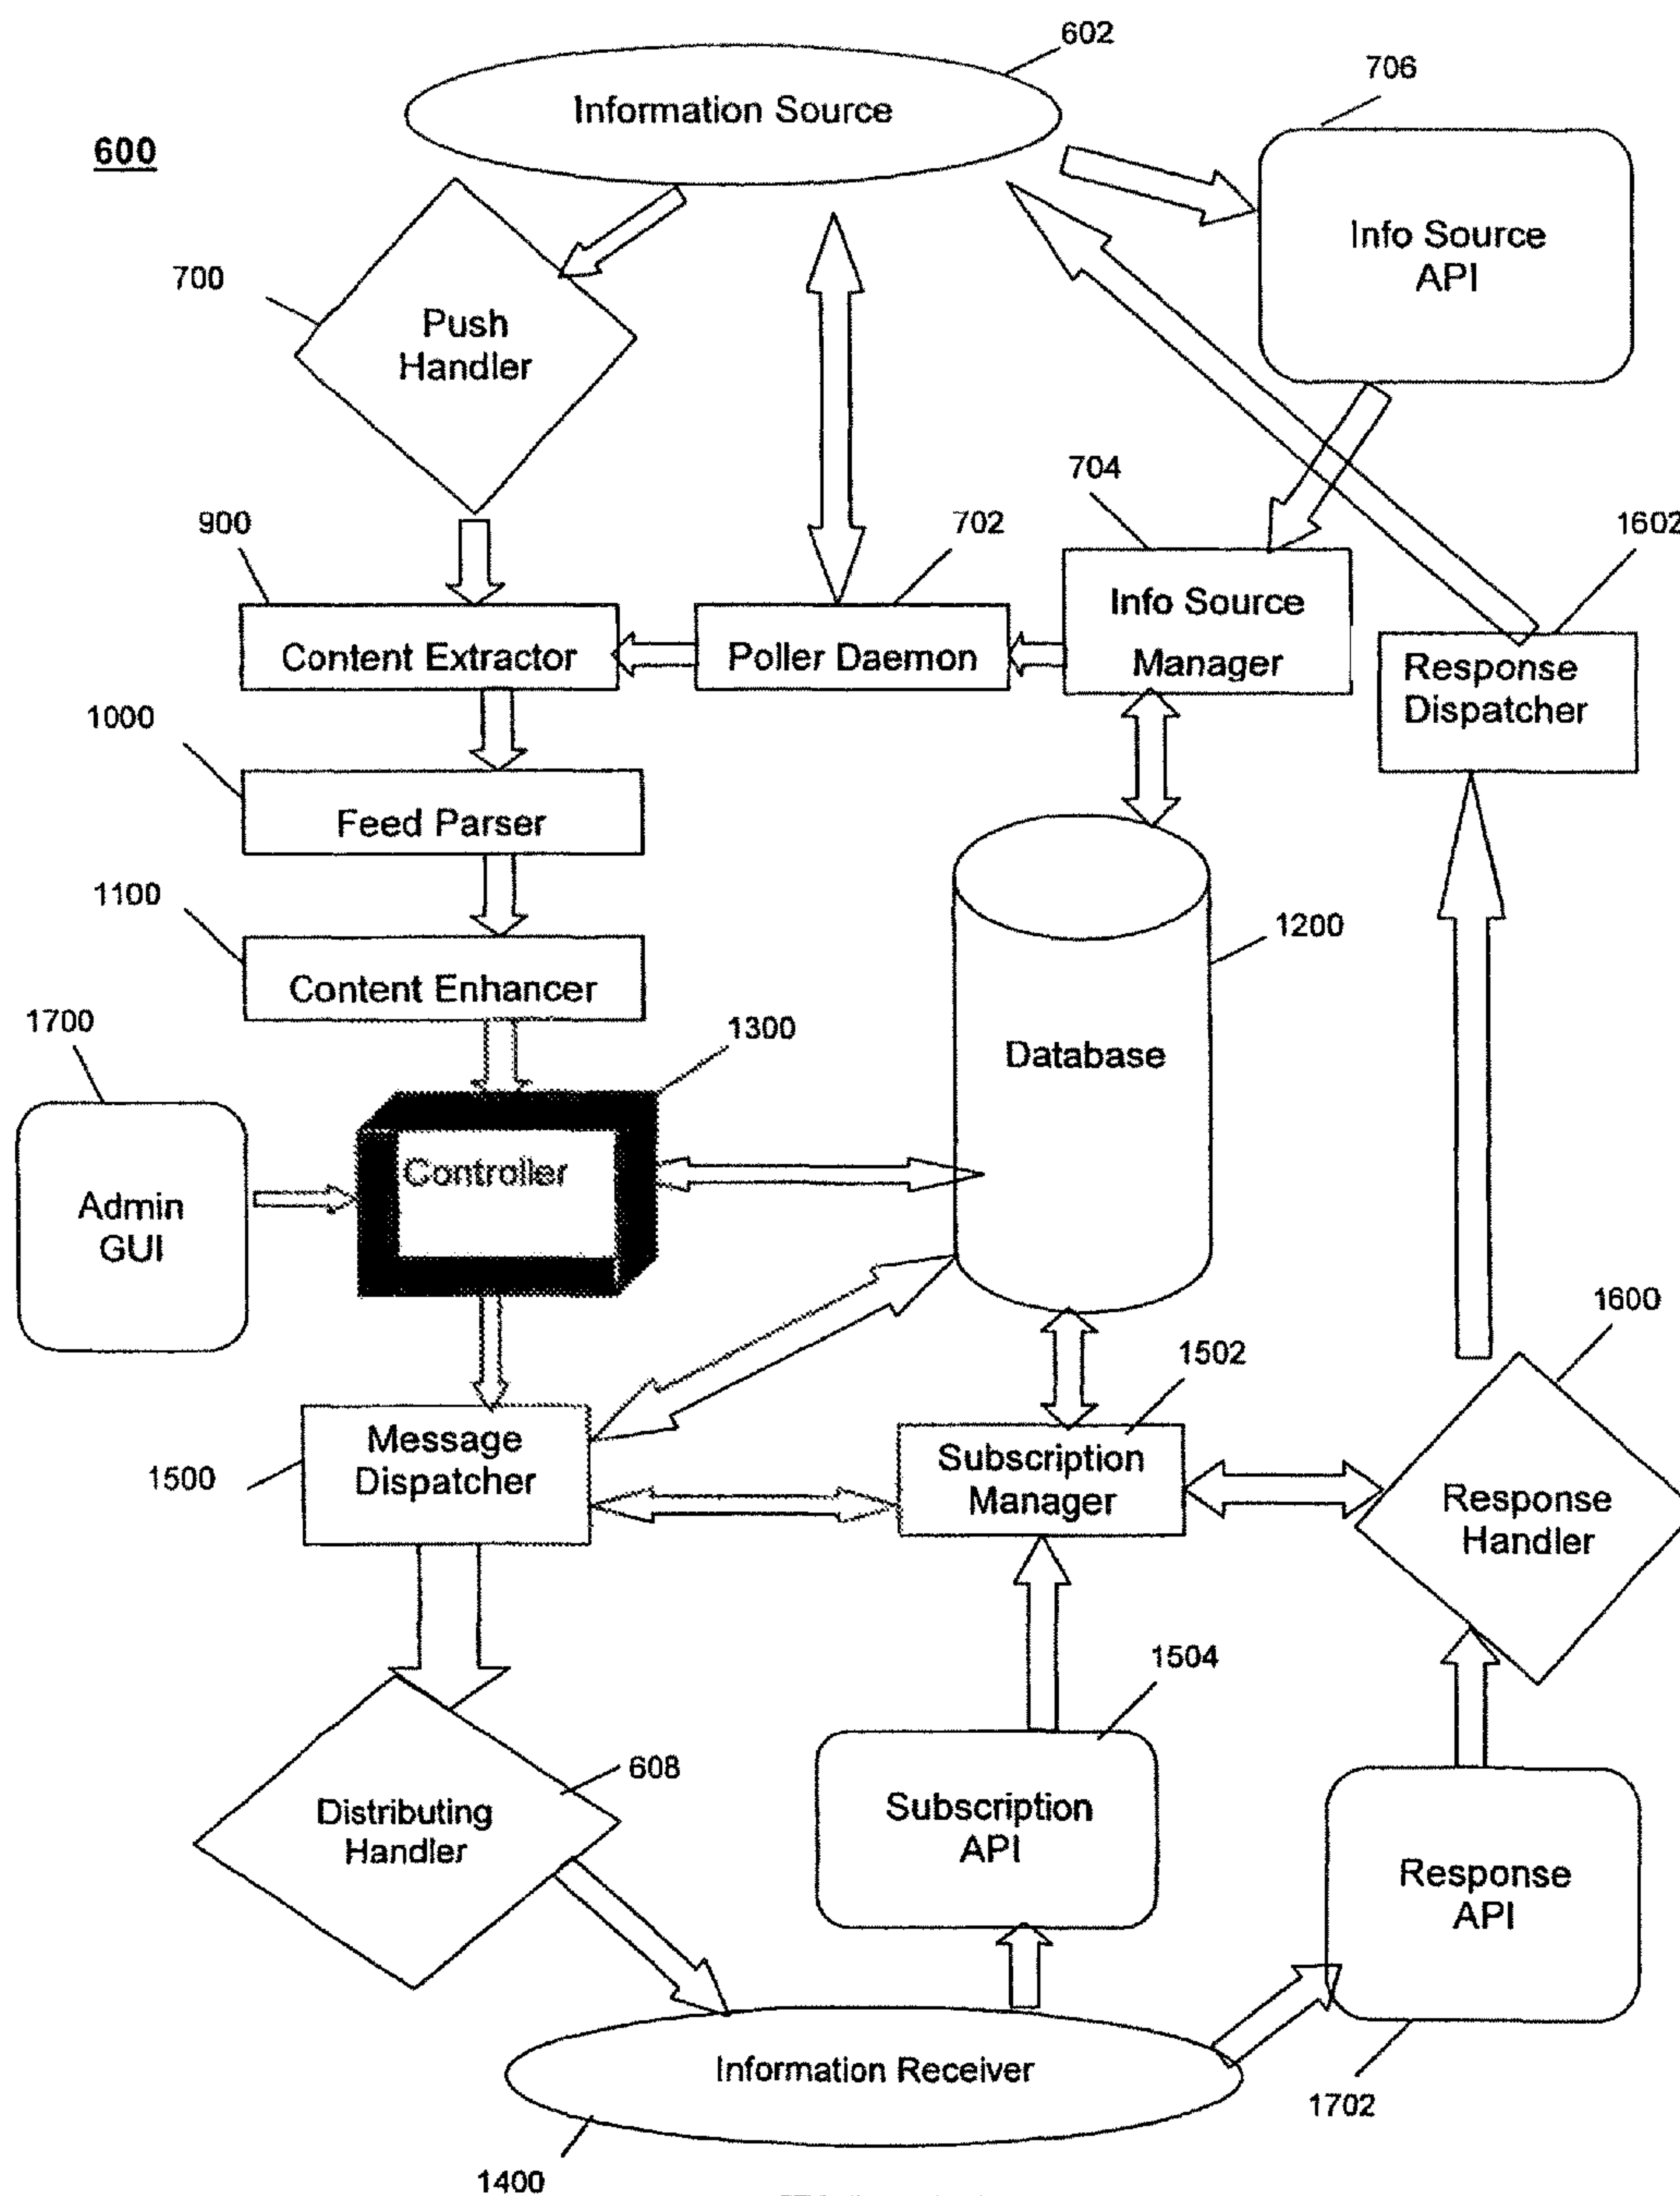 602
Information Source
706
600
Info Source
API
700
Push
Handler
704
900
702
1602
Info Source
Manager
Content Extractor
Poller Daemon
Response
Dispatcher
1000
Feed Parser
1100
1200
Content Enhancer
1700
1300
Database
Controller
Admin
GUI
1600
1502
Message
Dispatcher
1500
Subscription
Manager
Response
Handler
1504
608
Distributing
Handler
Subscription
API
Response
API
Information Receiver
1702
1400